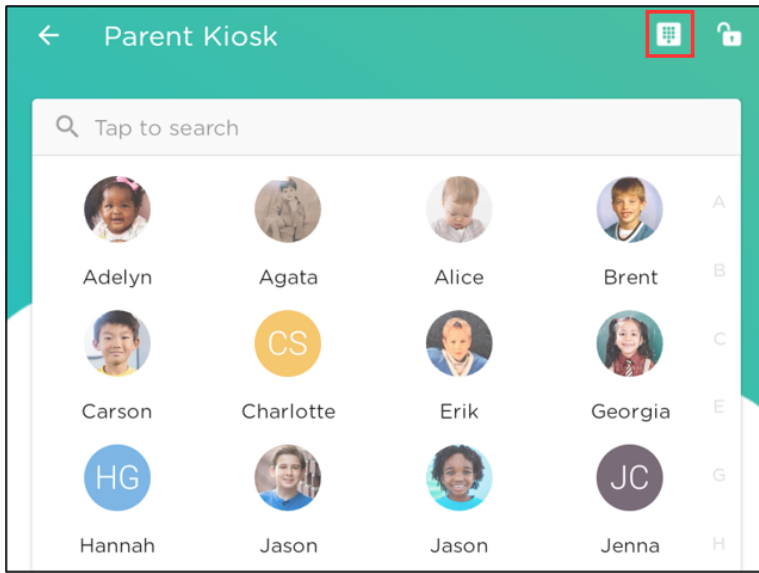 Parent Kiosk
Tap to search
A
Adelyn Agata Alice Brent
B
CS
C
Carson Charlotte Erik Georgia
E
HG JC
G
Hannah Jason Jason Jenna
H